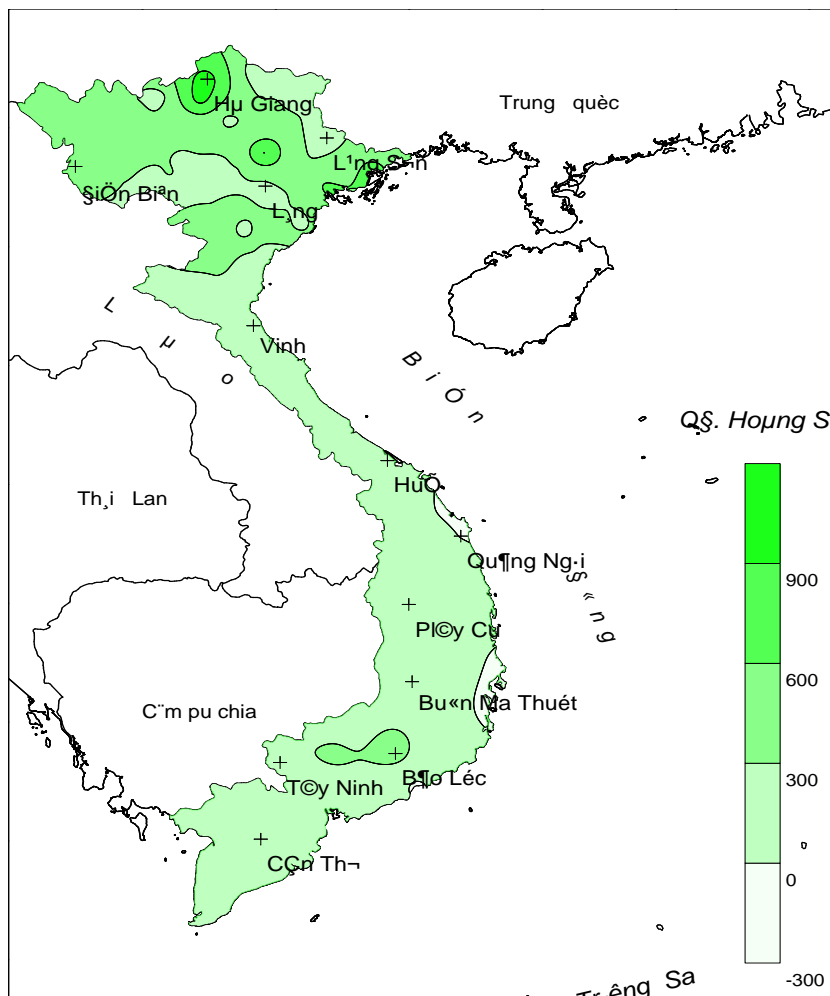 Trung quèc
Hµ Giang
L¹ng S¬n
§iÖn Biªn
L¸ng
L µ o
Vinh
B i Ó n
Q§. Hoµng S
Th¸i Lan
HuÕ
Qu¶ng Ng·i
§ « n g
Pl©y Cu
C¨m pu chia
Bu«n Ma Thuét
B¶o Léc
T©y Ninh
CÇn Th¬
900
600
300
0
-300
Tr­êng Sa